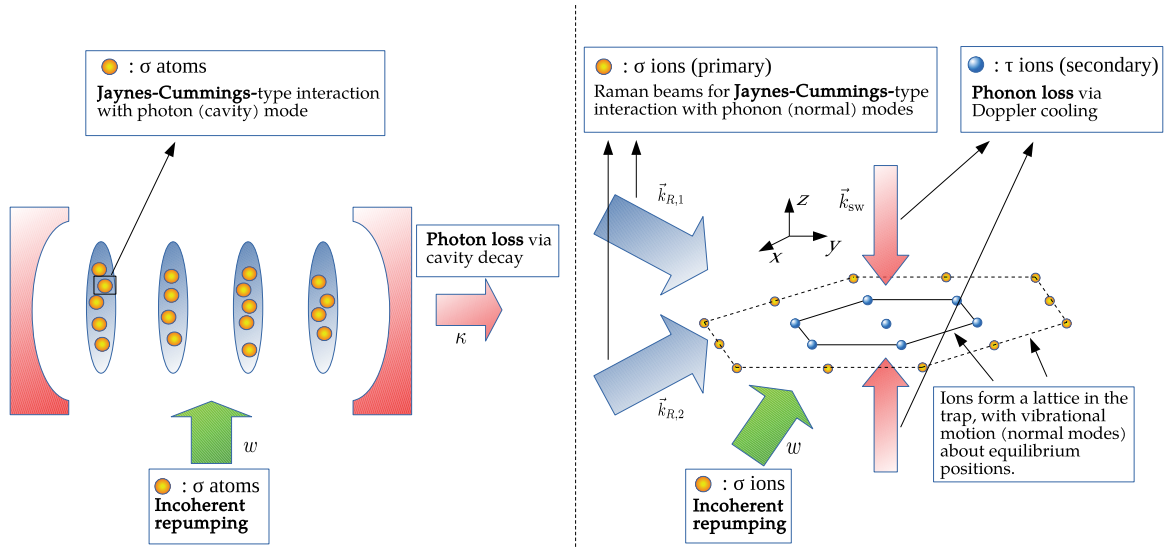 : σ atoms
Jaynes-Cummings-type interaction
with photon (cavity) mode
Photon loss via
cavity decay
κ
w
: σ atoms
Incoherent
repumping
: σ ions (primary)
Raman beams for Jaynes-Cummings-type
interaction with phonon (normal) modes
: τ ions (secondary)
Phonon loss via
Doppler cooling
k⃗R,1
z
y
x
k⃗sw
k⃗R,2
w
: σ ions
Incoherent
repumping
Ions form a lattice in the
trap, with vibrational
motion (normal modes)
about equilibrium
positions.